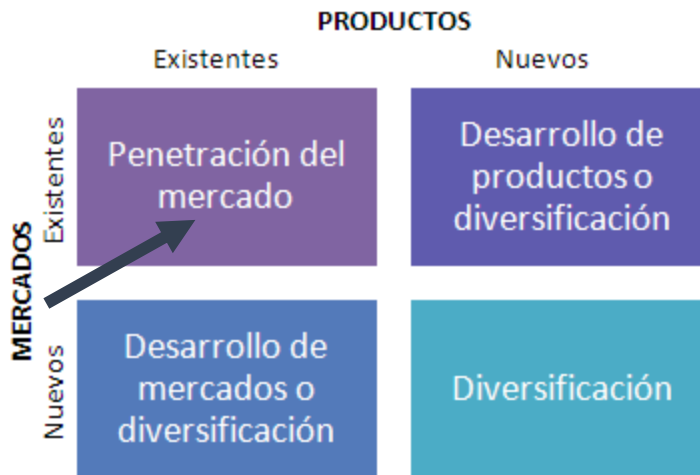 PRODUCTOS
Existentes
Nuevos
MERCADOS
Existentes
Penetración del
mercado
Desarrollo de
productos o
diversificación
Nuevos
Desarrollo de
mercados o
diversificación
Diversificación